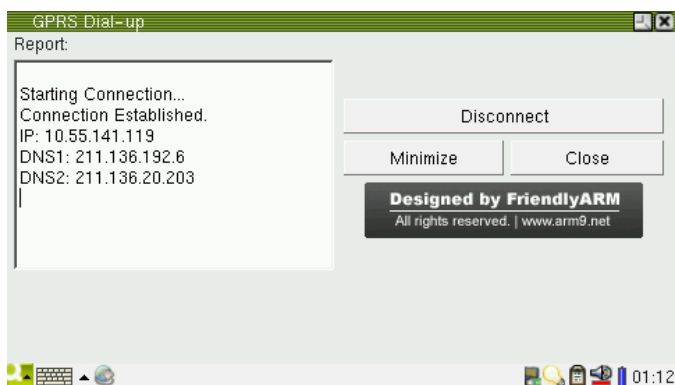 GPRS Dial-up
Report:
Starting Connection...
Connection Established.
IP: 10.55.141.119
DNS1: 211.136.192.6
DNS2: 211.136.20.203
Disconnect
Minimize
Close
Designed by FriendlyARM
All rights reserved. | www.arm9.net
01:12